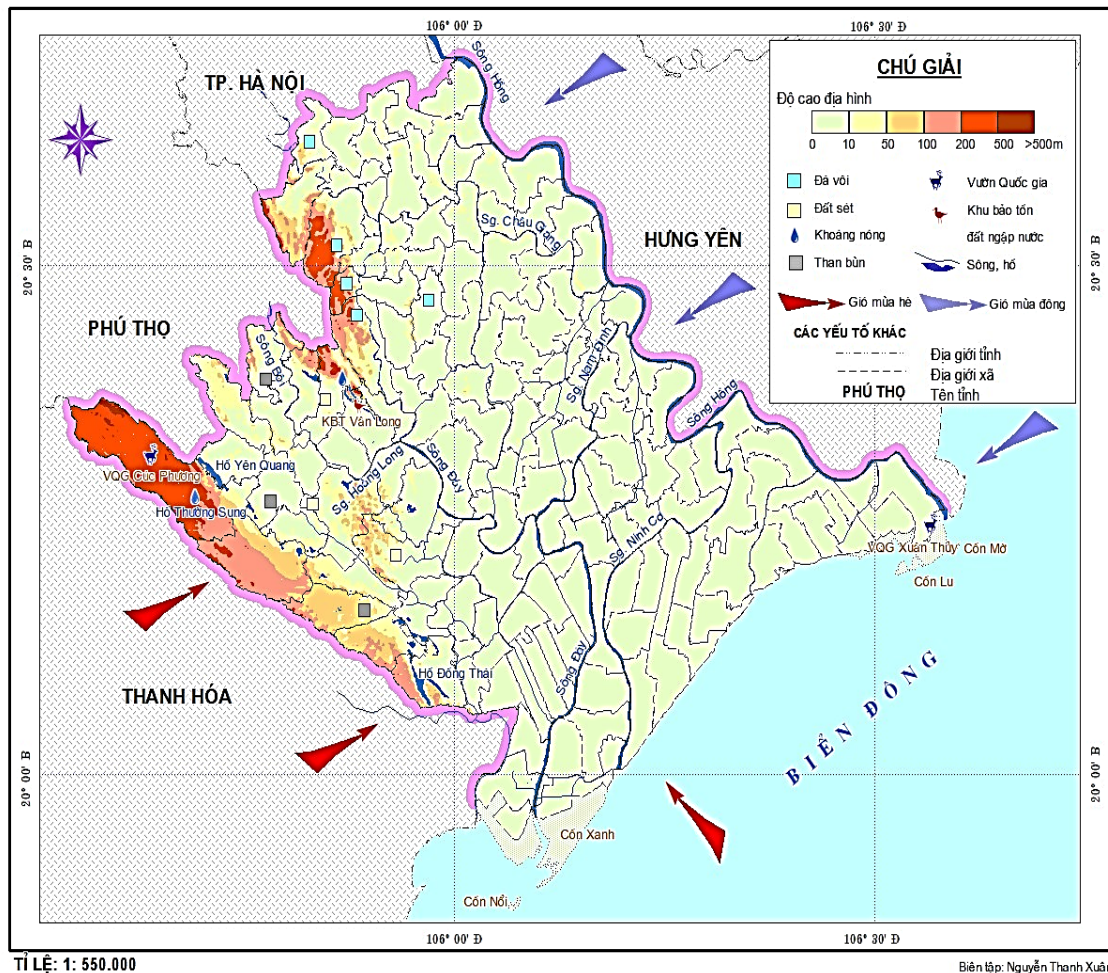 106° 00' Đ
106° 30' Đ
TP. HÀ NỘI
Sông Hồng
CHÚ GIẢI
Độ cao địa hình
0 10 50 100 200 500 >500m
Đá vôi
Vườn Quốc gia
Đất sét
Khu bảo tồn
đất ngập nước
Khoáng nóng
Than bùn
Sông, hồ
Gió mùa hè
Gió mùa đông
CÁC YẾU TỐ KHÁC
Địa giới tỉnh
Địa giới xã
PHÚ THỌ Tên tỉnh
Sg. Châu Giang
HƯNG YÊN
20° 30' B
20° 30' B
PHÚ THỌ
Sông Bôi
Sg. Nam Định
Sông Hồng
KBT Vân Long
VQG Cúc Phương
Hồ Yên Quang
Sg. Hoàng Long
Sông Đáy
Hồ Thường Sung
Sg. Ninh Cơ
VQG Xuân Thủy
Cồn Mờ
Cồn Lu
THANH HÓA
Hồ Đồng Thái
Sông Đáy
BIỂN ĐÔNG
20° 00' B
20° 00' B
Cồn Xanh
Cồn Nổi
106° 00' Đ
106° 30' Đ
TỈ LỆ: 1: 550.000
Biên tập: Nguyễn Thanh Xuân